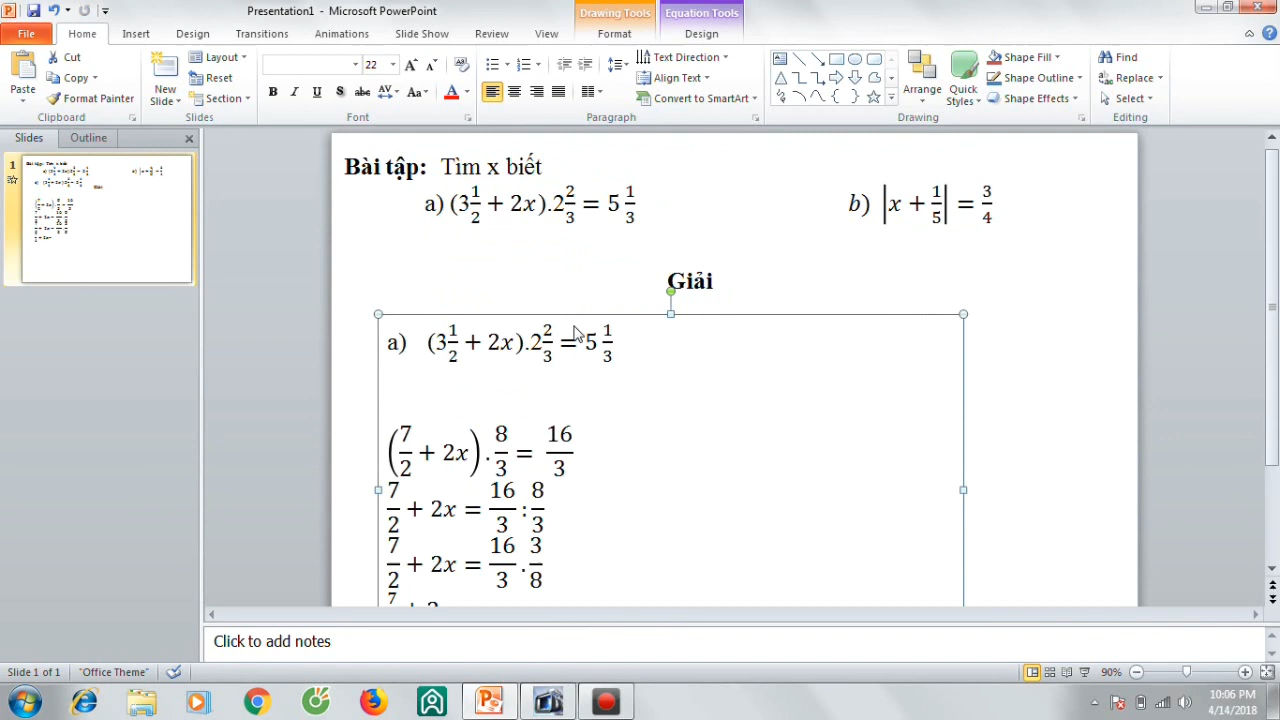 Presentation1 - Microsoft PowerPoint
Drawing Tools
Equation Tools
File
Home
Insert
Design
Transitions
Animations
Slide Show
Review
View
Format
Design
Paste
Cut
Copy
Format Painter
Clipboard
New Slide
Layout
Reset
Section
Slides
22
Font
Text Direction
Align Text
Convert to SmartArt
Paragraph
Arrange
Quick Styles
Shape Fill
Shape Outline
Shape Effects
Drawing
Find
Replace
Select
Editing
Slides
Outline
1
Bài tập: Tìm x biết
a) (3 1/2 + 2x).2 2/3 = 5 1/3
b) |x + 1/5| = 3/4
Giải
a) (3 1/2 + 2x).2 2/3 = 5 1/3
(7/2 + 2x) . 8/3 = 16/3
7/2 + 2x = 16/3 : 8/3
7/2 + 2x = 16/3 . 3/8
Click to add notes
Slide 1 of 1
"Office Theme"
90%
10:06 PM
4/14/2018